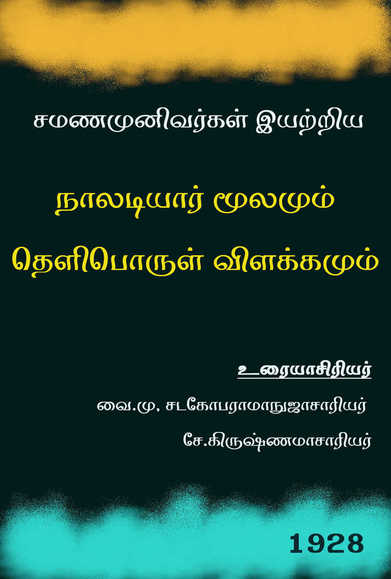 சமணமுனிவர்கள் இயற்றிய
நாலடியார் மூலமும்
தெளிபொருள் விளக்கமும்
உரையாசிரியர்
வை.மு, சடகோபராமாநுஜாசாரியர்
சே.கிருஷ்ணமாசாரியர்
1928